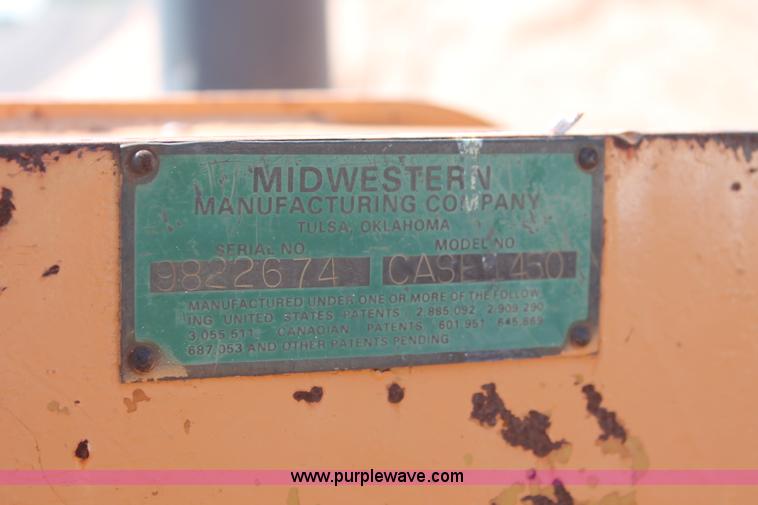 MIDWESTERN
MANUFACTURING COMPANY
TULSA, OKLAHOMA
SERIAL NO. MODEL NO.
9822674 CASE 1450
MANUFACTURED UNDER ONE OR MORE OF THE FOLLOW
ING UNITED STATES PATENTS 2,885,092 2,909,290
3,055,511 CANADIAN PATENTS 601,951 645,869
687,053 AND OTHER PATENTS PENDING
www.purplewave.com